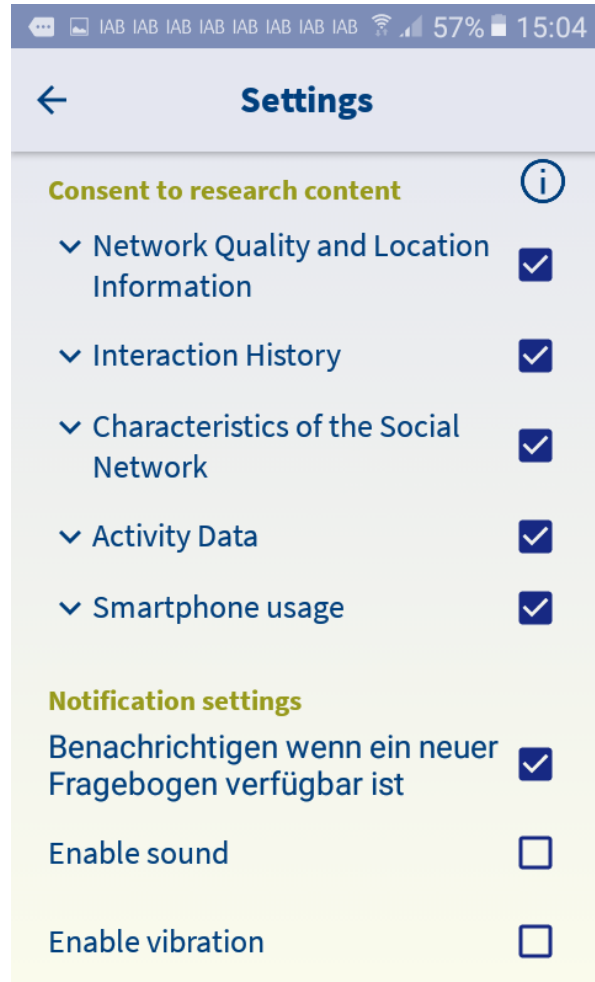 IAB IAB IAB IAB IAB IAB IAB IAB 57% 15:04
Settings
Consent to research content
Network Quality and Location
Information
Interaction History
Characteristics of the Social
Network
Activity Data
Smartphone usage
Notification settings
Benachrichtigen wenn ein neuer
Fragebogen verfügbar ist
Enable sound
Enable vibration